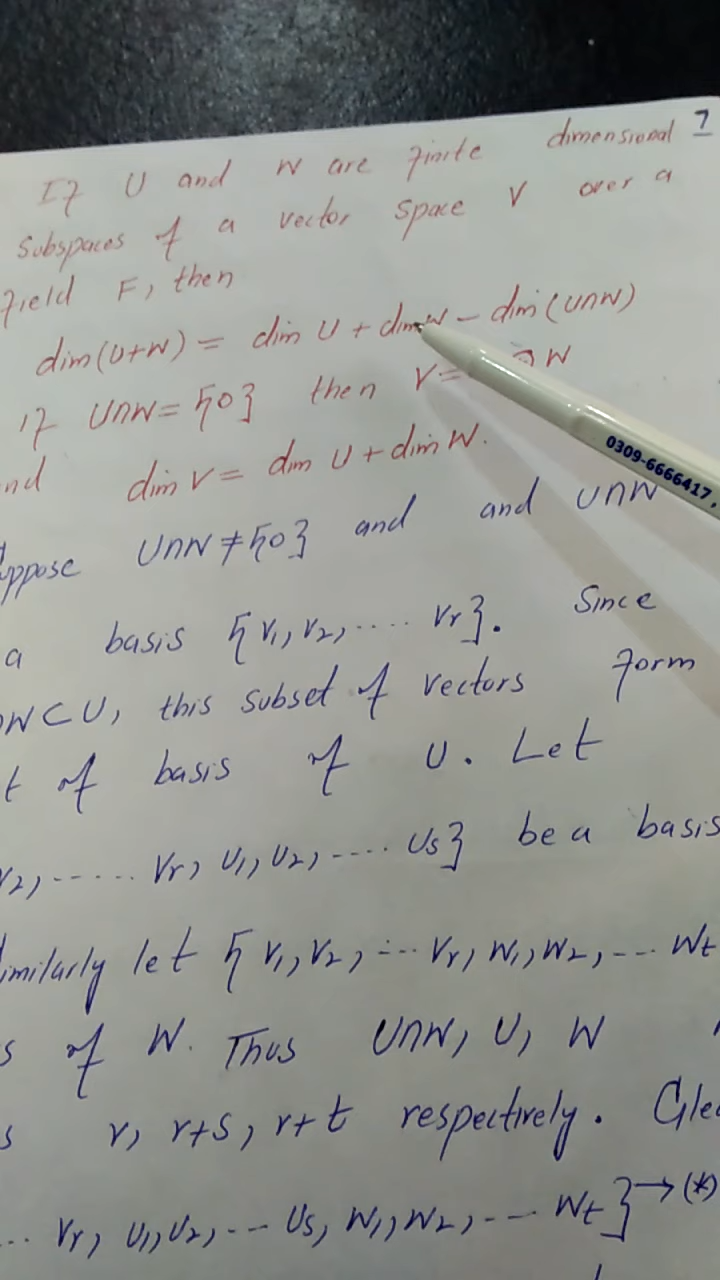 7
If U and W are finite dimensional
subspaces of a vector space V over a
field F, then
dim(U+W) = dim U + dim W - dim(U∩W)
if U∩W = {0} then V = W
nd dim V = dim U + dim W.
uppose U∩W ≠ {0} and and U∩W
a basis {v₁, v₂, .... vr}. Since
∩W⊂U, this subset of vectors form
t of basis of U. Let
v₂, ...... vr, u₁, u₂, .... us} be a basis
imilarly let {v₁, v₂, ... vr, w₁, w₂, ... wt
s of W. Thus U∩W, U, W
s r, r+s, r+t respectively. Clea
... vr, u₁, u₂, ... us, w₁, w₂, ... wt} → (*)
0309-6666417,